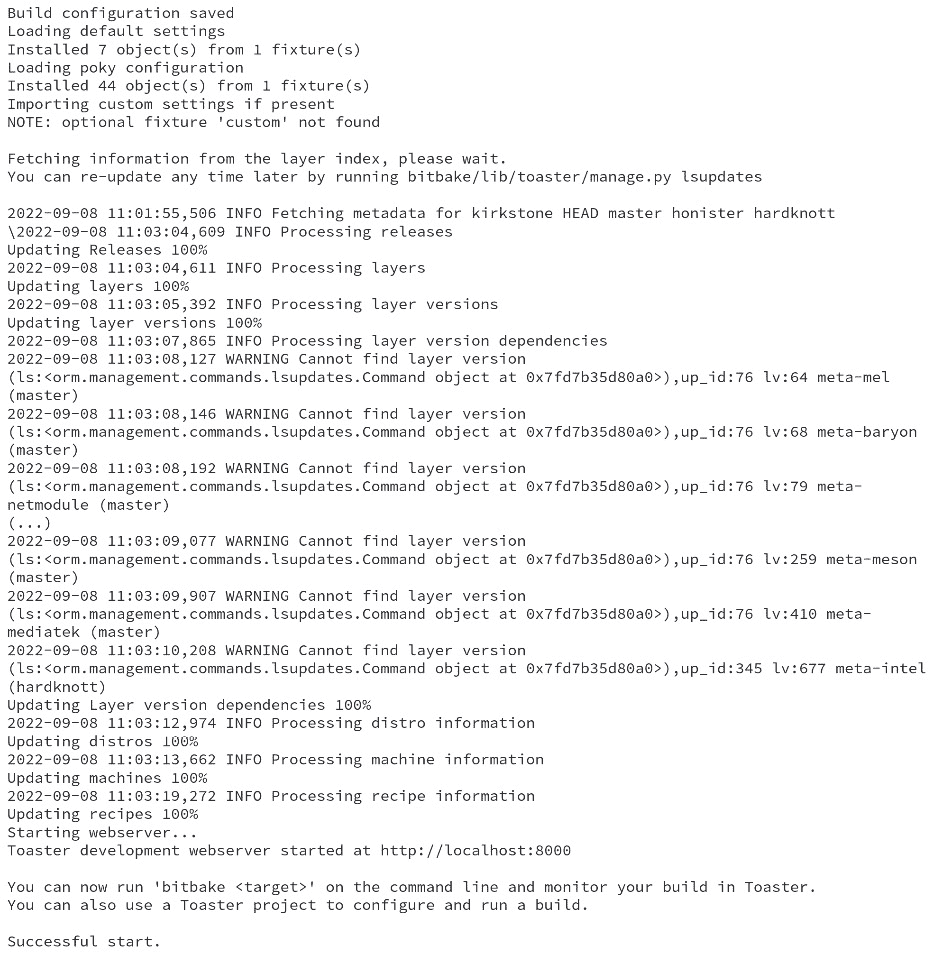 Build configuration saved
Loading default settings
Installed 7 object(s) from 1 fixture(s)
Loading poky configuration
Installed 44 object(s) from 1 fixture(s)
Importing custom settings if present
NOTE: optional fixture 'custom' not found

Fetching information from the layer index, please wait.
You can re-update any time later by running bitbake/lib/toaster/manage.py lsupdates

2022-09-08 11:01:55,506 INFO Fetching metadata for kirkstone HEAD master honister hardknott
\2022-09-08 11:03:04,609 INFO Processing releases
Updating Releases 100%
2022-09-08 11:03:04,611 INFO Processing layers
Updating layers 100%
2022-09-08 11:03:05,392 INFO Processing layer versions
Updating layer versions 100%
2022-09-08 11:03:07,865 INFO Processing layer version dependencies
2022-09-08 11:03:08,127 WARNING Cannot find layer version
(ls:<orm.management.commands.lsupdates.Command object at 0x7fd7b35d80a0>),up_id:76 lv:64 meta-mel
(master)
2022-09-08 11:03:08,146 WARNING Cannot find layer version
(ls:<orm.management.commands.lsupdates.Command object at 0x7fd7b35d80a0>),up_id:76 lv:68 meta-baryon
(master)
2022-09-08 11:03:08,192 WARNING Cannot find layer version
(ls:<orm.management.commands.lsupdates.Command object at 0x7fd7b35d80a0>),up_id:76 lv:79 meta-
netmodule (master)
(...)
2022-09-08 11:03:09,077 WARNING Cannot find layer version
(ls:<orm.management.commands.lsupdates.Command object at 0x7fd7b35d80a0>),up_id:76 lv:259 meta-meson
(master)
2022-09-08 11:03:09,907 WARNING Cannot find layer version
(ls:<orm.management.commands.lsupdates.Command object at 0x7fd7b35d80a0>),up_id:76 lv:410 meta-
mediatek (master)
2022-09-08 11:03:10,208 WARNING Cannot find layer version
(ls:<orm.management.commands.lsupdates.Command object at 0x7fd7b35d80a0>),up_id:345 lv:677 meta-intel
(hardknott)
Updating Layer version dependencies 100%
2022-09-08 11:03:12,974 INFO Processing distro information
Updating distros 100%
2022-09-08 11:03:13,662 INFO Processing machine information
Updating machines 100%
2022-09-08 11:03:19,272 INFO Processing recipe information
Updating recipes 100%
Starting webserver...
Toaster development webserver started at http://localhost:8000

You can now run 'bitbake <target>' on the command line and monitor your build in Toaster.
You can also use a Toaster project to configure and run a build.

Successful start.